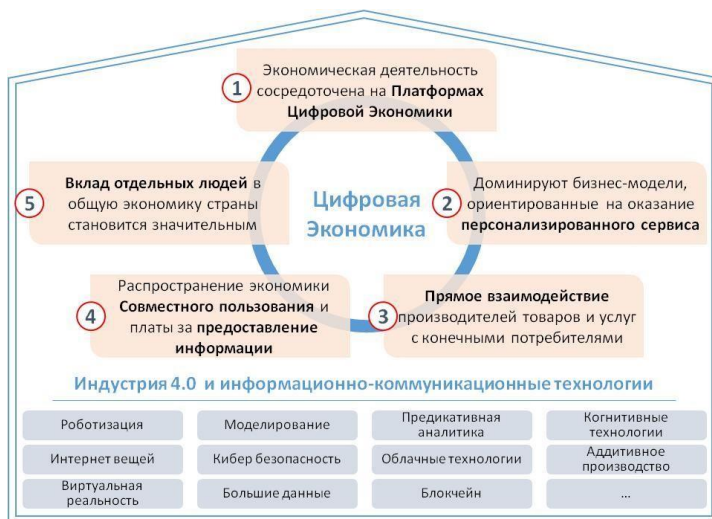 1
Экономическая деятельность
сосредоточена на Платформах
Цифровой Экономики
5
Вклад отдельных людей в
общую экономику страны
становится значительным
Цифровая
Экономика
2
Доминируют бизнес-модели,
ориентированные на оказание
персонализированного сервиса
4
Распространение экономики
Совместного пользования и
платы за предоставление
информации
3
Прямое взаимодействие
производителей товаров и услуг
с конечными потребителями
Индустрия 4.0 и информационно-коммуникационные технологии
Роботизация
Моделирование
Предикативная
аналитика
Когнитивные
технологии
Интернет вещей
Кибер безопасность
Облачные технологии
Аддитивное
производство
Виртуальная
реальность
Большие данные
Блокчейн
...